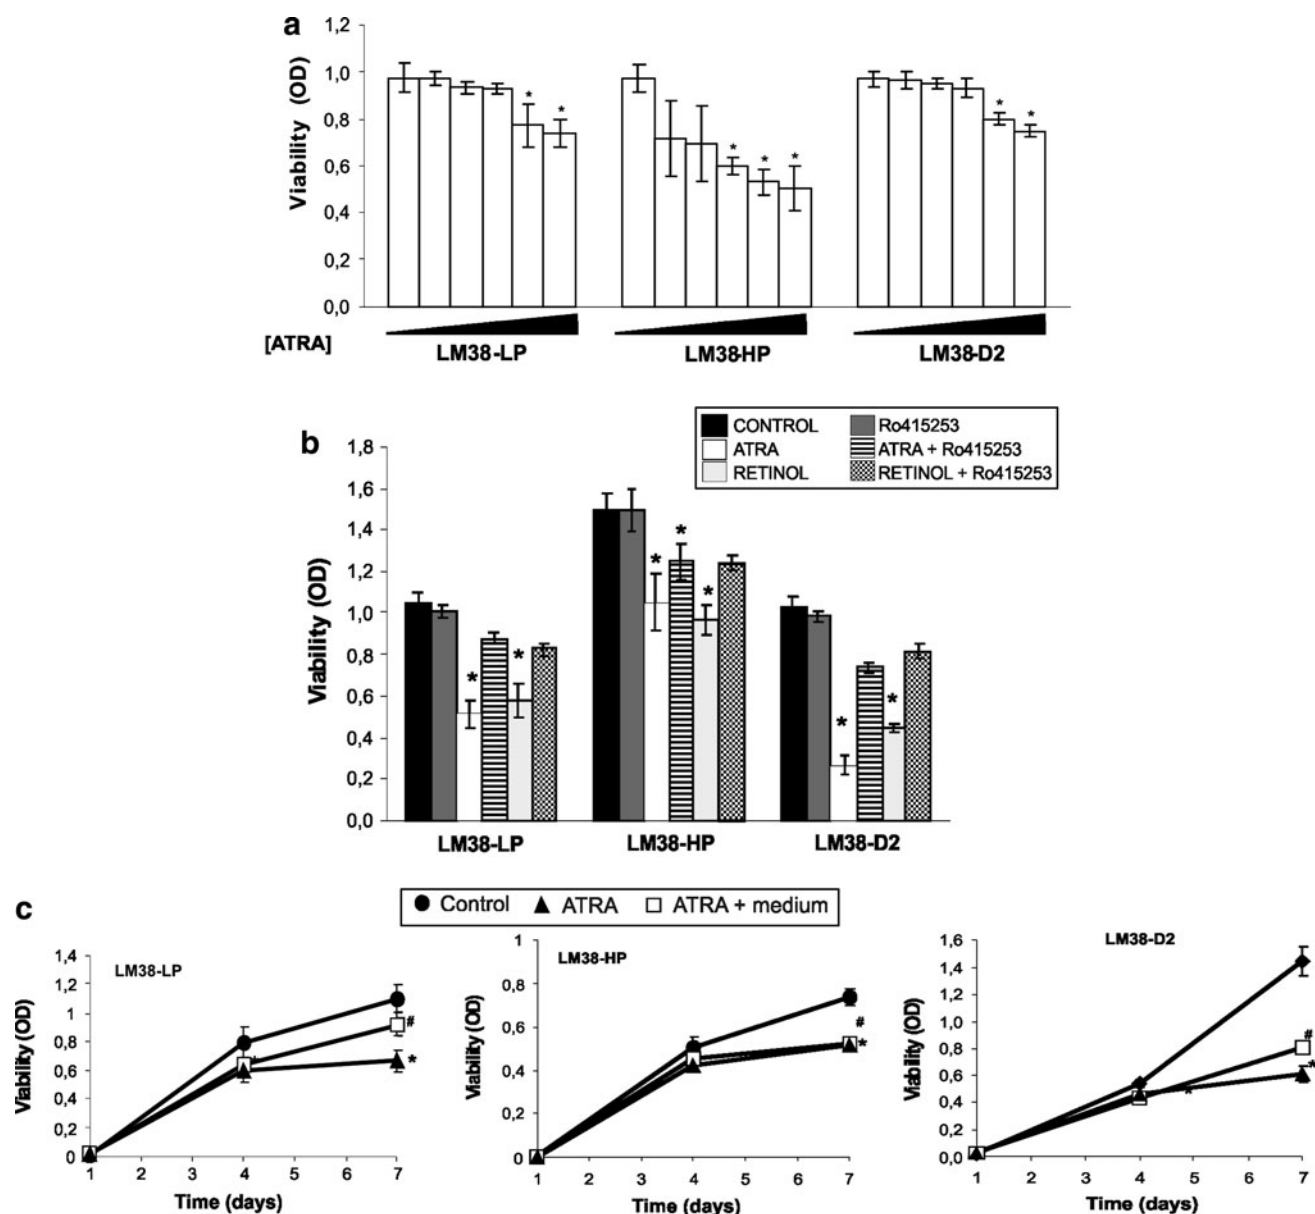 a
Viability (OD)
1,2
1,0
0,8
0,6
0,4
0,2
0,0
* *
* * *
* *
[ATRA]
LM38-LP LM38-HP LM38-D2
b
CONTROL Ro415253
ATRA ATRA + Ro415253
RETINOL RETINOL + Ro415253
Viability (OD)
1,8
1,6
1,4
1,2
1,0
0,8
0,6
0,4
0,2
0,0
* *
* * *
* *
LM38-LP LM38-HP LM38-D2
c
Control ATRA ATRA + medium
LM38-LP
Viability (OD)
1,4
1,2
1
0,8
0,6
0,4
0,2
0
#
*
1 2 3 4 5 6 7
Time (days)
LM38-HP
Viability (OD)
1
0,8
0,6
0,4
0,2
0
#
*
1 2 3 4 5 6 7
Time (days)
LM38-D2
Viability (OD)
1,6
1,4
1,2
1,0
0,8
0,6
0,4
0,2
0,0
#
*
*
1 2 3 4 5 6 7
Time (days)